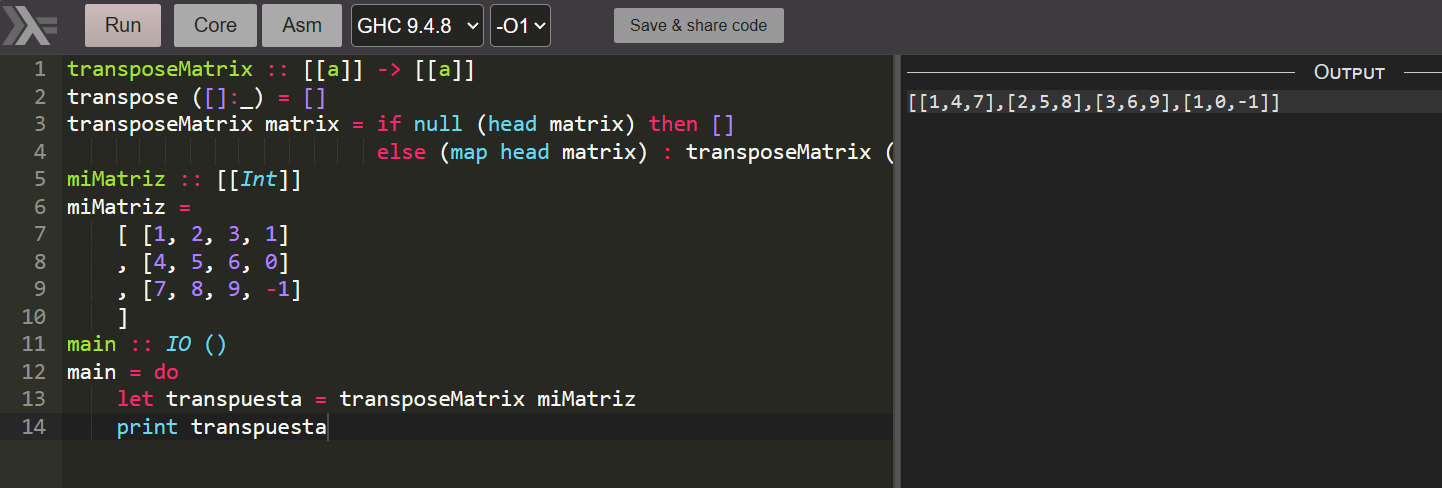 Run Core Asm GHC 9.4.8 -O1 Save & share code
1 transposeMatrix :: [[a]] -> [[a]]
2 transpose ([]:_) = []
3 transposeMatrix matrix = if null (head matrix) then []
4                          else (map head matrix) : transposeMatrix (
5 miMatriz :: [[Int]]
6 miMatriz =
7     [ [1, 2, 3, 1]
8     , [4, 5, 6, 0]
9     , [7, 8, 9, -1]
10     ]
11 main :: IO ()
12 main = do
13     let transpuesta = transposeMatrix miMatriz
14     print transpuesta
OUTPUT
[[1,4,7],[2,5,8],[3,6,9],[1,0,-1]]